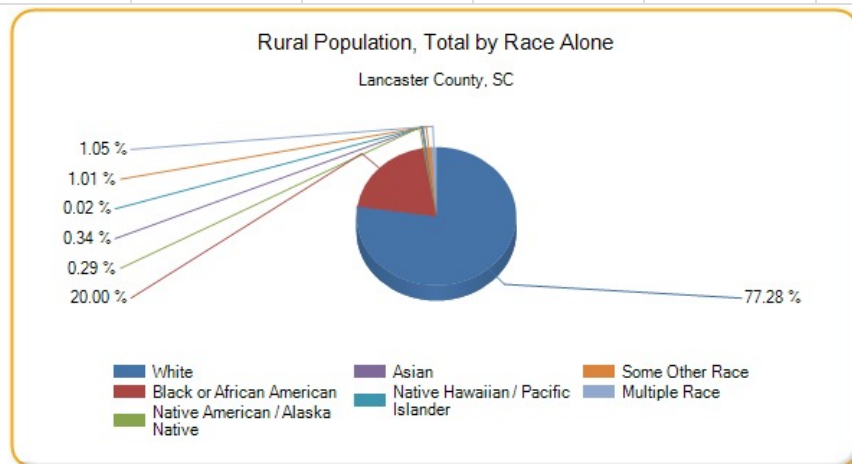 Rural Population, Total by Race Alone
Lancaster County, SC
1.05 %
1.01 %
0.02 %
0.34 %
0.29 %
20.00 %
77.28 %
White
Black or African American
Native American / Alaska
Native
Asian
Native Hawaiian / Pacific
Islander
Some Other Race
Multiple Race